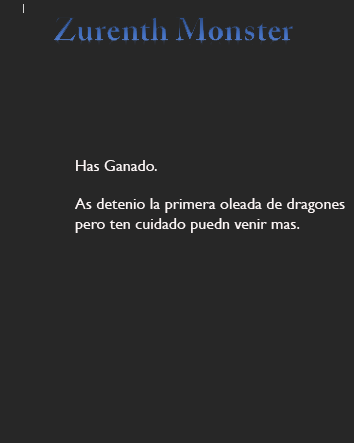 Zurenth Monster
Has Ganado.
As detenio la primera oleada de dragones
pero ten cuidado puedn venir mas.